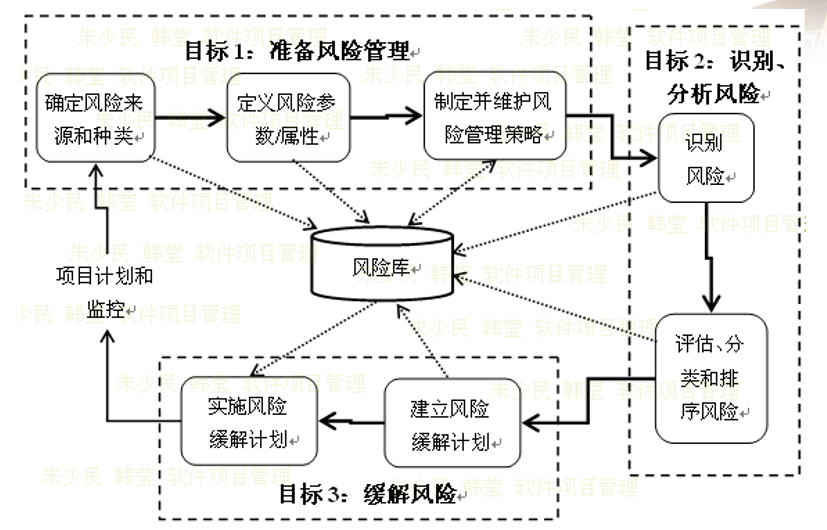 目标 1：准备风险管理
确定风险来
源和种类
定义风险参
数/属性
制定并维护风
险管理策略
目标 2：识别、
分析风险
识别
风险
风险库
项目计划和
监控
评估、分
类和排
序风险
实施风险
缓解计划
建立风险
缓解计划
目标 3：缓解风险
朱少民 韩莹 软件项目管理